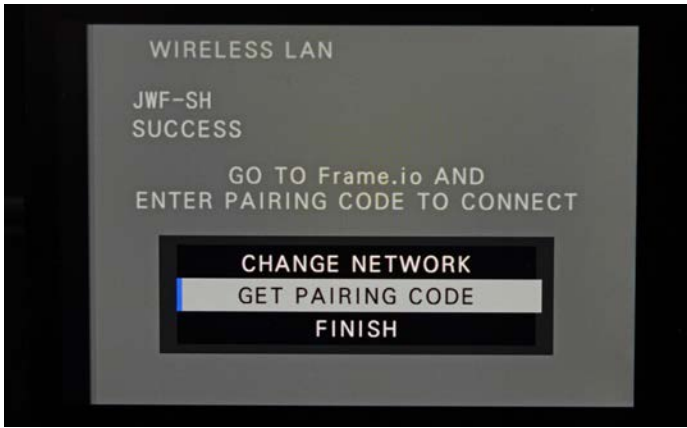 WIRELESS LAN
JWF-SH
SUCCESS
GO TO Frame.io AND
ENTER PAIRING CODE TO CONNECT
CHANGE NETWORK
GET PAIRING CODE
FINISH